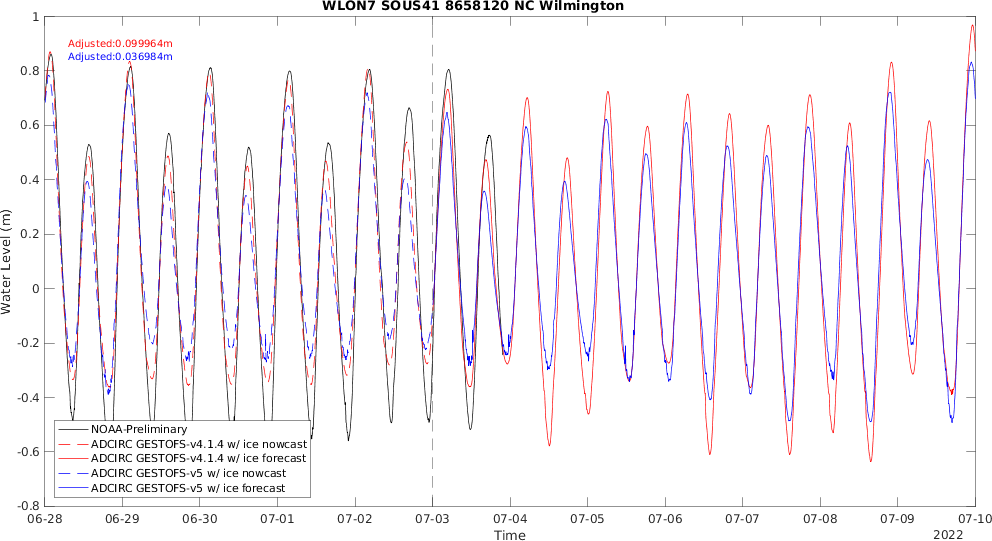 WLON7 SOUS41 8658120 NC Wilmington
1
Adjusted:0.099964m
Adjusted:0.036984m
0.8
0.6
0.4
0.2
0
-0.2
-0.4
-0.6
-0.8
Water Level (m)
NOAA-Preliminary
ADCIRC GESTOFS-v4.1.4 w/ ice nowcast
ADCIRC GESTOFS-v4.1.4 w/ ice forecast
ADCIRC GESTOFS-v5 w/ ice nowcast
ADCIRC GESTOFS-v5 w/ ice forecast
06-28 06-29 06-30 07-01 07-02 07-03 07-04 07-05 07-06 07-07 07-08 07-09 07-10
Time
2022